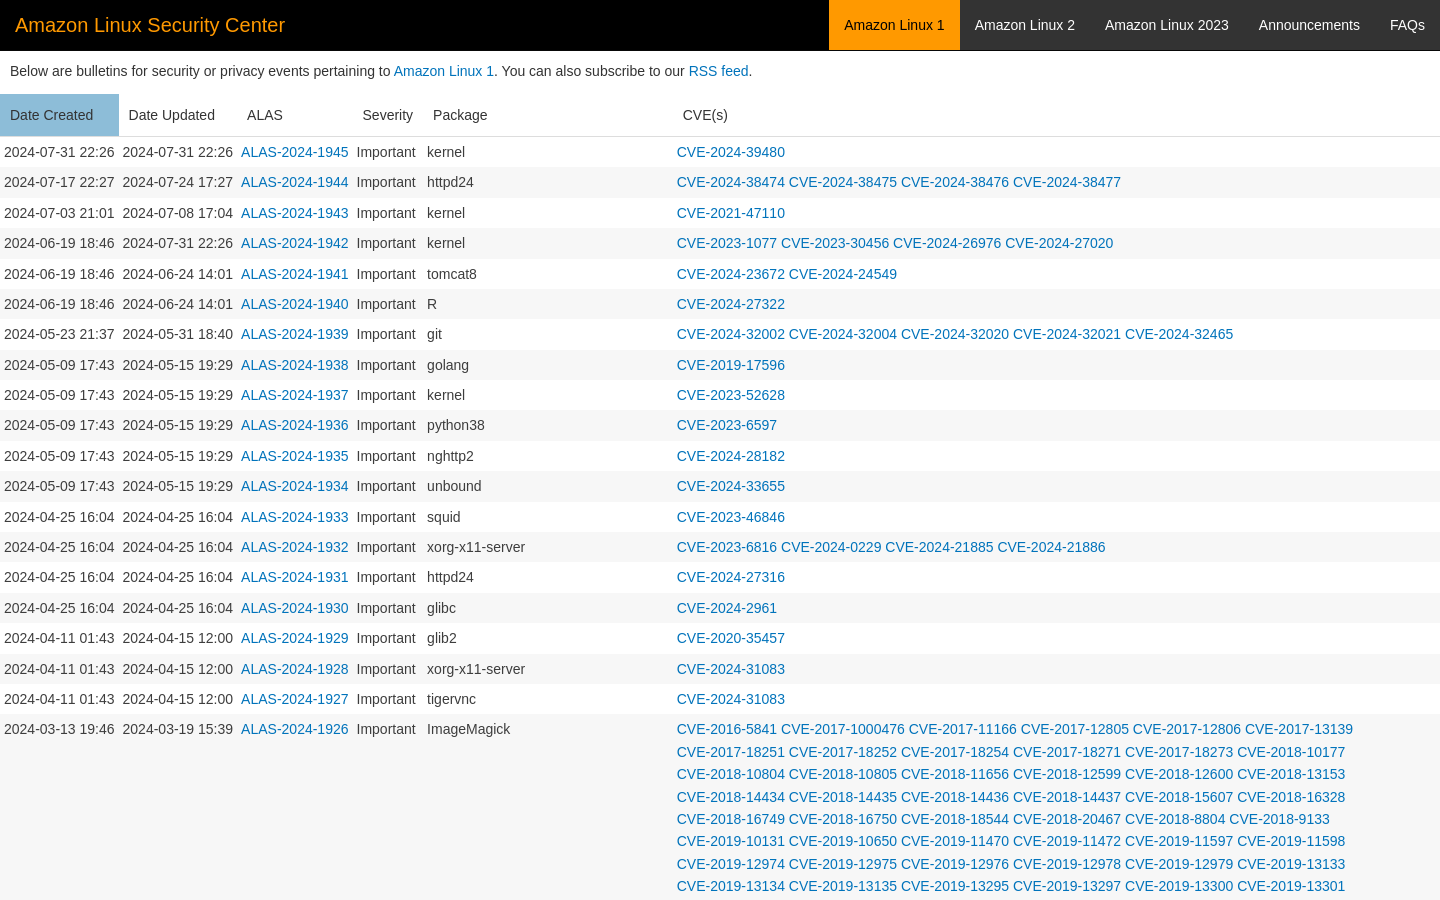 Amazon Linux Security Center
Amazon Linux 1 Amazon Linux 2 Amazon Linux 2023 Announcements FAQs
Below are bulletins for security or privacy events pertaining to Amazon Linux 1. You can also subscribe to our RSS feed.
Date Created Date Updated ALAS Severity Package CVE(s)
2024-07-31 22:26 2024-07-31 22:26 ALAS-2024-1945 Important kernel CVE-2024-39480
2024-07-17 22:27 2024-07-24 17:27 ALAS-2024-1944 Important httpd24 CVE-2024-38474 CVE-2024-38475 CVE-2024-38476 CVE-2024-38477
2024-07-03 21:01 2024-07-08 17:04 ALAS-2024-1943 Important kernel CVE-2021-47110
2024-06-19 18:46 2024-07-31 22:26 ALAS-2024-1942 Important kernel CVE-2023-1077 CVE-2023-30456 CVE-2024-26976 CVE-2024-27020
2024-06-19 18:46 2024-06-24 14:01 ALAS-2024-1941 Important tomcat8 CVE-2024-23672 CVE-2024-24549
2024-06-19 18:46 2024-06-24 14:01 ALAS-2024-1940 Important R CVE-2024-27322
2024-05-23 21:37 2024-05-31 18:40 ALAS-2024-1939 Important git CVE-2024-32002 CVE-2024-32004 CVE-2024-32020 CVE-2024-32021 CVE-2024-32465
2024-05-09 17:43 2024-05-15 19:29 ALAS-2024-1938 Important golang CVE-2019-17596
2024-05-09 17:43 2024-05-15 19:29 ALAS-2024-1937 Important kernel CVE-2023-52628
2024-05-09 17:43 2024-05-15 19:29 ALAS-2024-1936 Important python38 CVE-2023-6597
2024-05-09 17:43 2024-05-15 19:29 ALAS-2024-1935 Important nghttp2 CVE-2024-28182
2024-05-09 17:43 2024-05-15 19:29 ALAS-2024-1934 Important unbound CVE-2024-33655
2024-04-25 16:04 2024-04-25 16:04 ALAS-2024-1933 Important squid CVE-2023-46846
2024-04-25 16:04 2024-04-25 16:04 ALAS-2024-1932 Important xorg-x11-server CVE-2023-6816 CVE-2024-0229 CVE-2024-21885 CVE-2024-21886
2024-04-25 16:04 2024-04-25 16:04 ALAS-2024-1931 Important httpd24 CVE-2024-27316
2024-04-25 16:04 2024-04-25 16:04 ALAS-2024-1930 Important glibc CVE-2024-2961
2024-04-11 01:43 2024-04-15 12:00 ALAS-2024-1929 Important glib2 CVE-2020-35457
2024-04-11 01:43 2024-04-15 12:00 ALAS-2024-1928 Important xorg-x11-server CVE-2024-31083
2024-04-11 01:43 2024-04-15 12:00 ALAS-2024-1927 Important tigervnc CVE-2024-31083
2024-03-13 19:46 2024-03-19 15:39 ALAS-2024-1926 Important ImageMagick CVE-2016-5841 CVE-2017-1000476 CVE-2017-11166 CVE-2017-12805 CVE-2017-12806 CVE-2017-13139
CVE-2017-18251 CVE-2017-18252 CVE-2017-18254 CVE-2017-18271 CVE-2017-18273 CVE-2018-10177
CVE-2018-10804 CVE-2018-10805 CVE-2018-11656 CVE-2018-12599 CVE-2018-12600 CVE-2018-13153
CVE-2018-14434 CVE-2018-14435 CVE-2018-14436 CVE-2018-14437 CVE-2018-15607 CVE-2018-16328
CVE-2018-16749 CVE-2018-16750 CVE-2018-18544 CVE-2018-20467 CVE-2018-8804 CVE-2018-9133
CVE-2019-10131 CVE-2019-10650 CVE-2019-11470 CVE-2019-11472 CVE-2019-11597 CVE-2019-11598
CVE-2019-12974 CVE-2019-12975 CVE-2019-12976 CVE-2019-12978 CVE-2019-12979 CVE-2019-13133
CVE-2019-13134 CVE-2019-13135 CVE-2019-13295 CVE-2019-13297 CVE-2019-13300 CVE-2019-13301